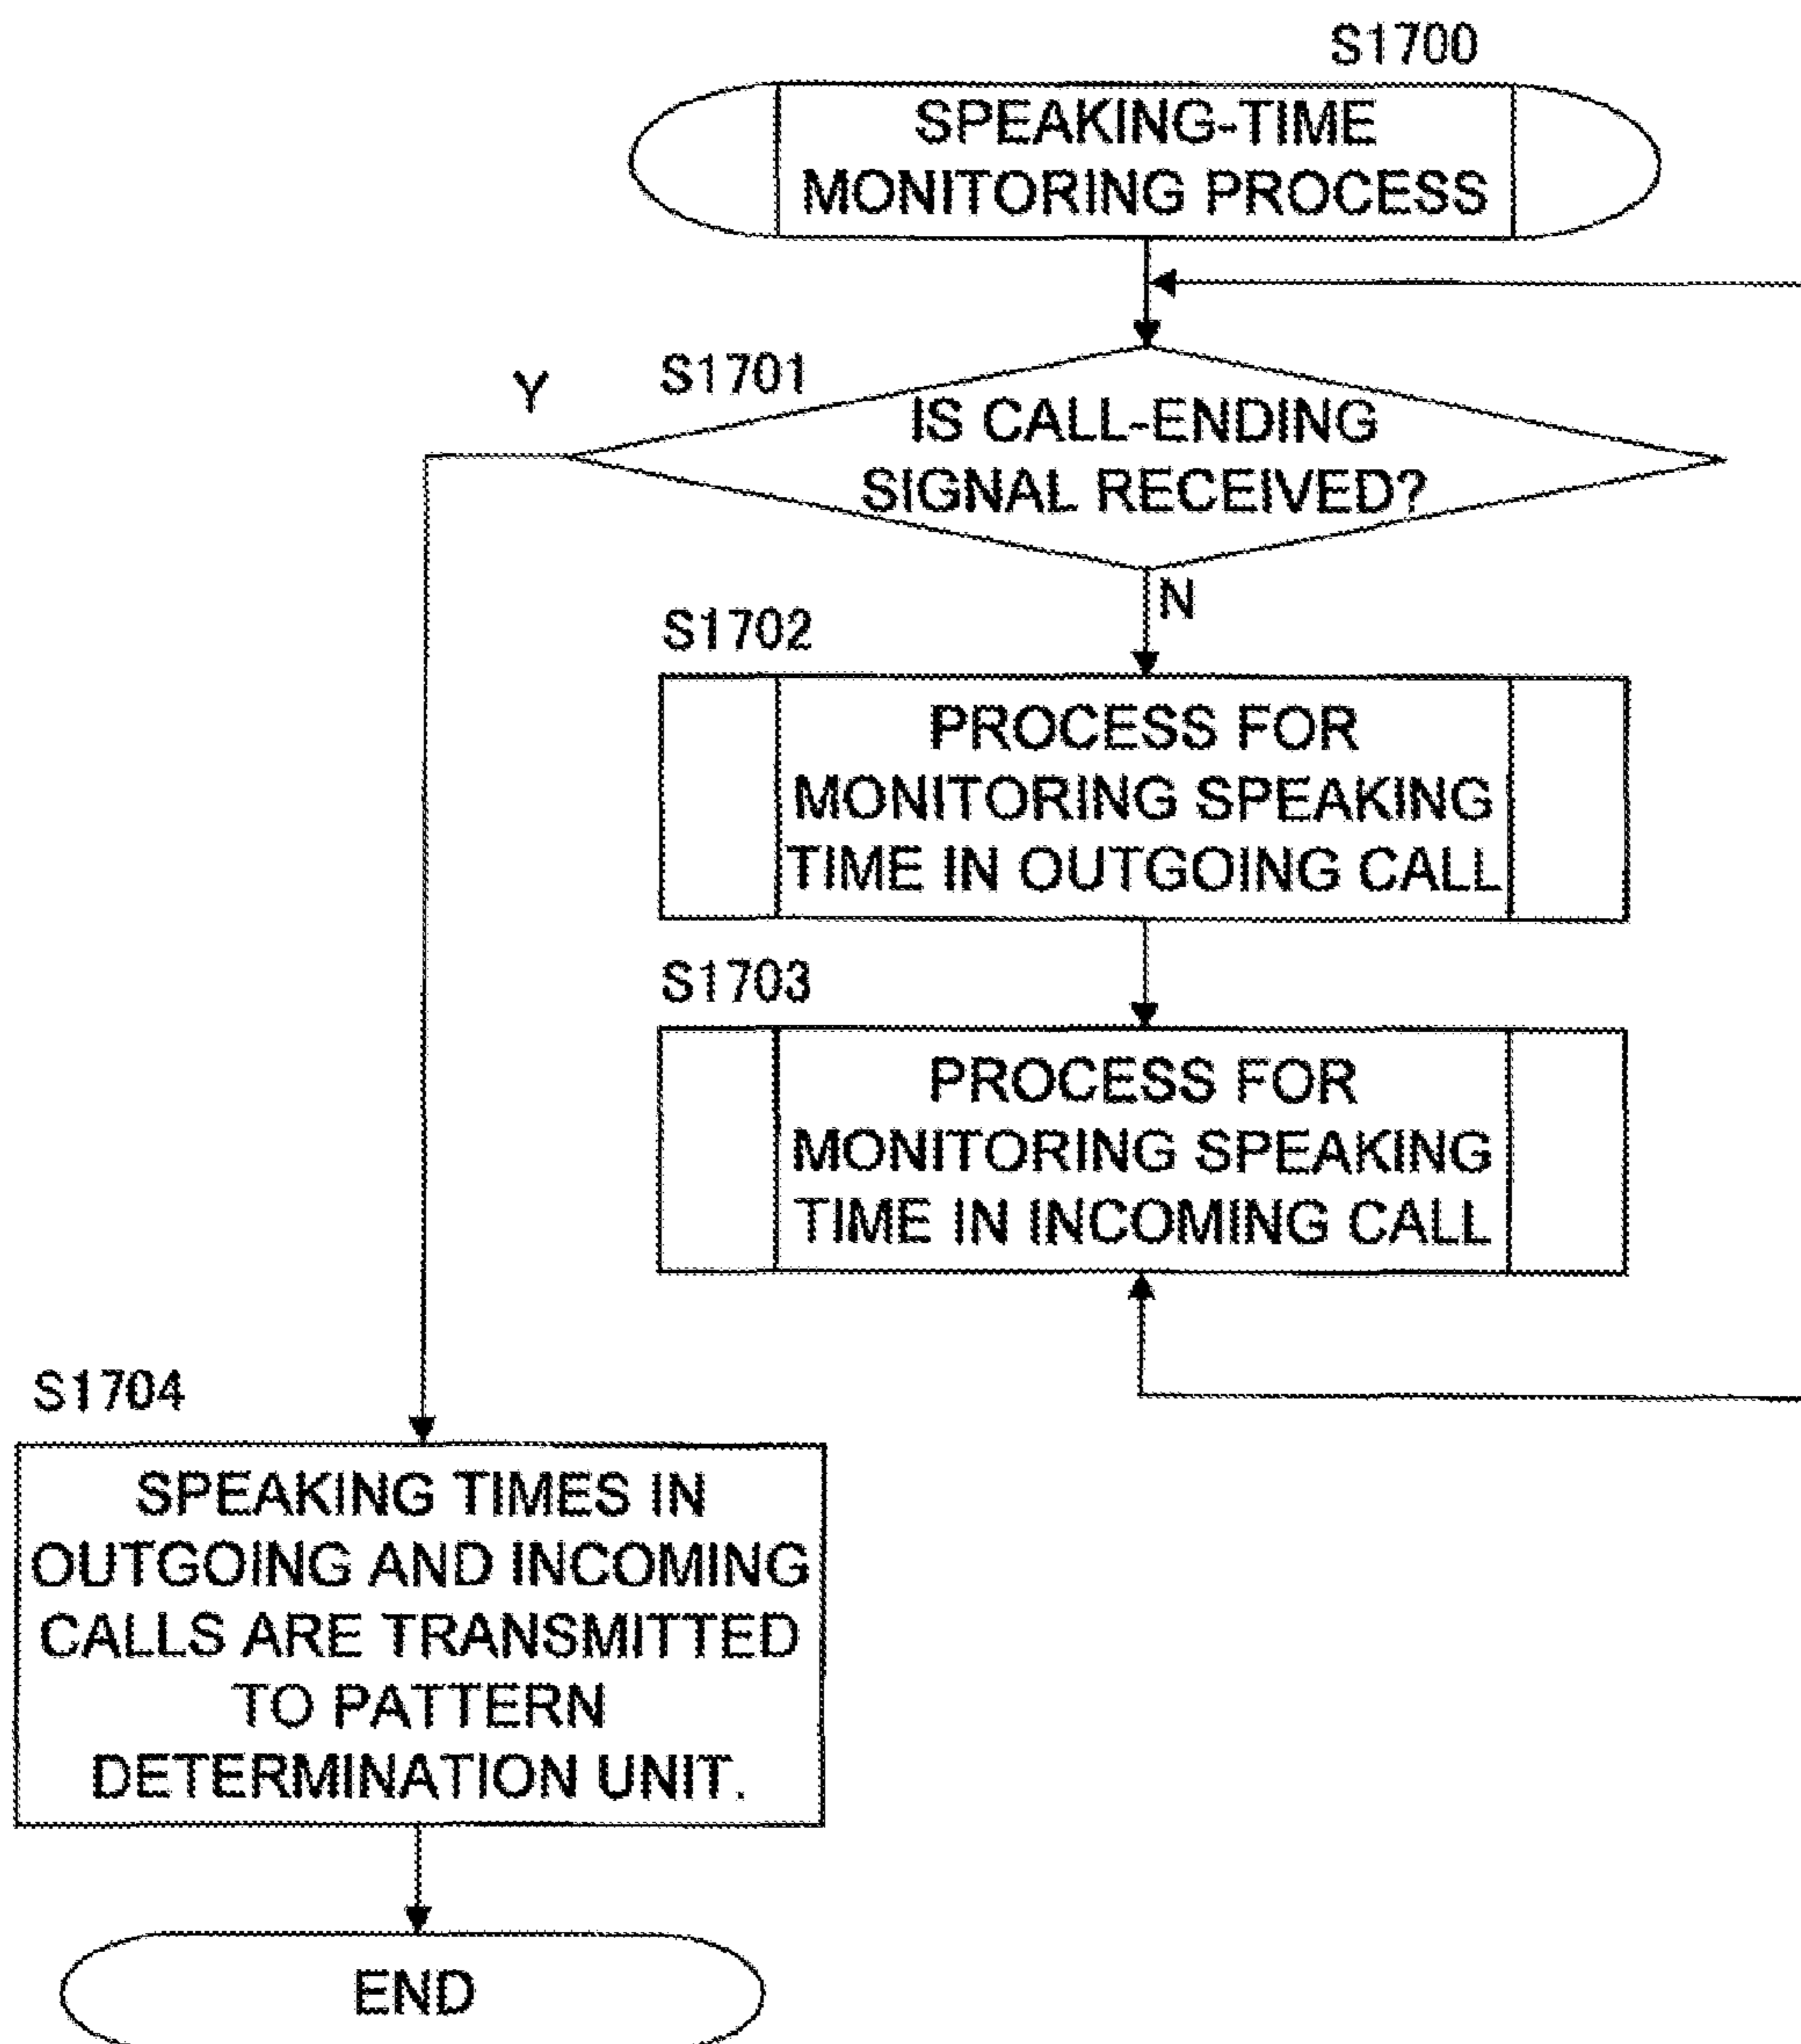 S1700
SPEAKING-TIME
MONITORING PROCESS
S1701
Y
IS CALL-ENDING
SIGNAL RECEIVED?
N
S1702
PROCESS FOR
MONITORING SPEAKING
TIME IN OUTGOING CALL
S1703
PROCESS FOR
MONITORING SPEAKING
TIME IN INCOMING CALL
S1704
SPEAKING TIMES IN
OUTGOING AND INCOMING
CALLS ARE TRANSMITTED
TO PATTERN
DETERMINATION UNIT.
END